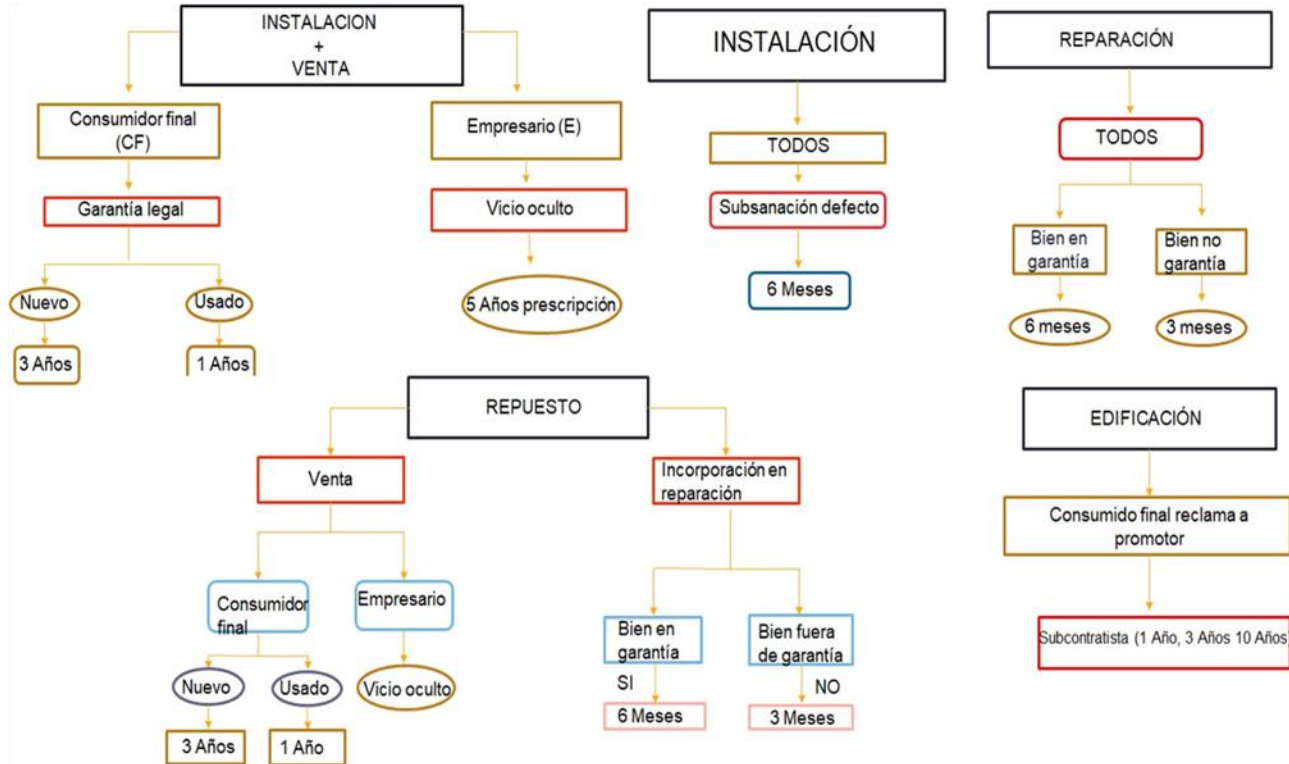 INSTALACION
+
VENTA
Consumidor final
(CF)
Garantía legal
Nuevo
Usado
3 Años
1 Años
Empresario (E)
Vicio oculto
5 Años prescripción
INSTALACIÓN
TODOS
Subsanación defecto
6 Meses
REPARACIÓN
TODOS
Bien en
garantía
Bien no
garantía
6 meses
3 meses
REPUESTO
Venta
Consumidor
final
Empresario
Nuevo
Usado
Vicio oculto
3 Años
1 Año
Incorporación en
reparación
Bien en
garantía
Bien fuera
de garantía
SI
NO
6 Meses
3 Meses
EDIFICACIÓN
Consumido final reclama a
promotor
Subcontratista (1 Año, 3 Años 10 Años)